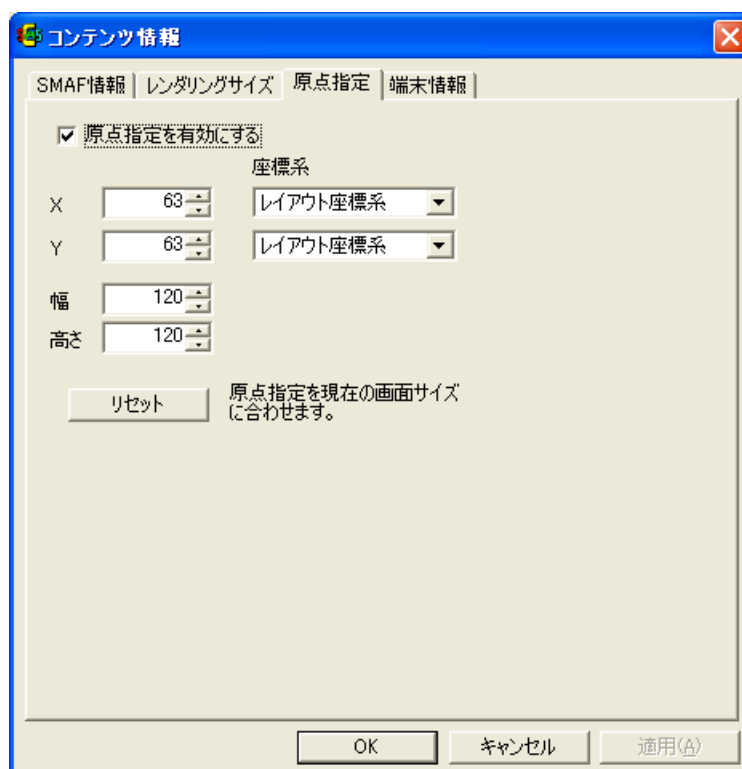 コンテンツ情報
SMAF情報 レンダリングサイズ 原点指定 端末情報
原点指定を有効にする
座標系
X 63 レイアウト座標系
Y 63 レイアウト座標系
幅 120
高さ 120
リセット
原点指定を現在の画面サイズ
に合わせます。
OK キャンセル 適用(A)